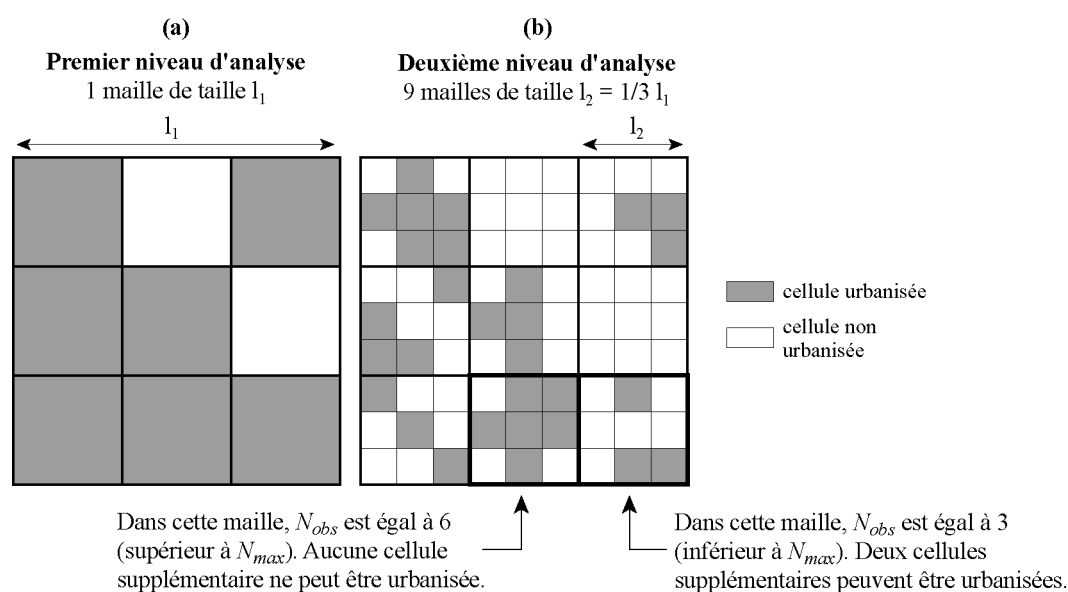 (a)
Premier niveau d'analyse
1 maille de taille l₁
l₁
(b)
Deuxième niveau d'analyse
9 mailles de taille l₂ = 1/3 l₁
l₂
cellule urbanisée
cellule non
urbanisée
Dans cette maille, Nobs est égal à 6
(supérieur à Nmax). Aucune cellule
supplémentaire ne peut être urbanisée.
Dans cette maille, Nobs est égal à 3
(inférieur à Nmax). Deux cellules
supplémentaires peuvent être urbanisées.